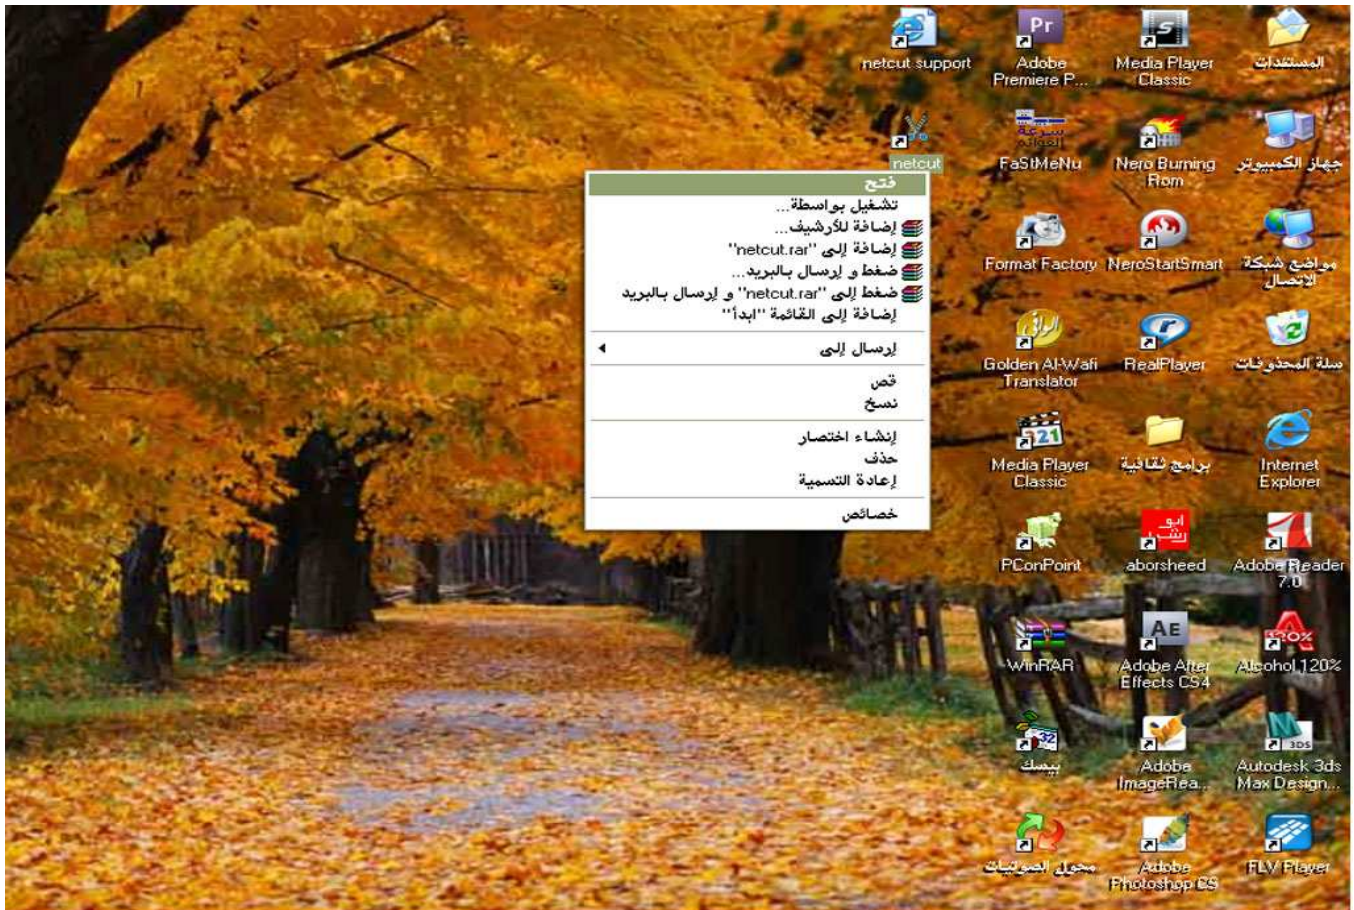 المستندات
جهاز الكمبيوتر
مواضع شبكة
الاتصال
سلة المحذوفات
Internet
Explorer
Adobe Reader
7.0
Alcohol 120%
Autodesk 3ds
Max Design...
FLV Player
Media Player
Classic
Nero Burning
Rom
NeroStartSmart
RealPlayer
برامج ثقافية
aborsheed
Adobe After
Effects CS4
Adobe
ImageRea...
Adobe
Photoshop CS
Adobe
Premiere P...
FaStMeNu
Format Factory
Golden Al-Wafi
Translator
Media Player
Classic
PConPoint
WinRAR
بيسك
محول الصوتيات
netcut support
netcut
فتح
تشغيل بواسطة...
إضافة للأرشيف...
إضافة إلى "netcut.rar"
ضغط و إرسال بالبريد...
ضغط إلى "netcut.rar" و إرسال بالبريد
إضافة إلى القائمة "ابدأ"
إرسال إلى
قص
نسخ
إنشاء اختصار
حذف
إعادة التسمية
خصائص